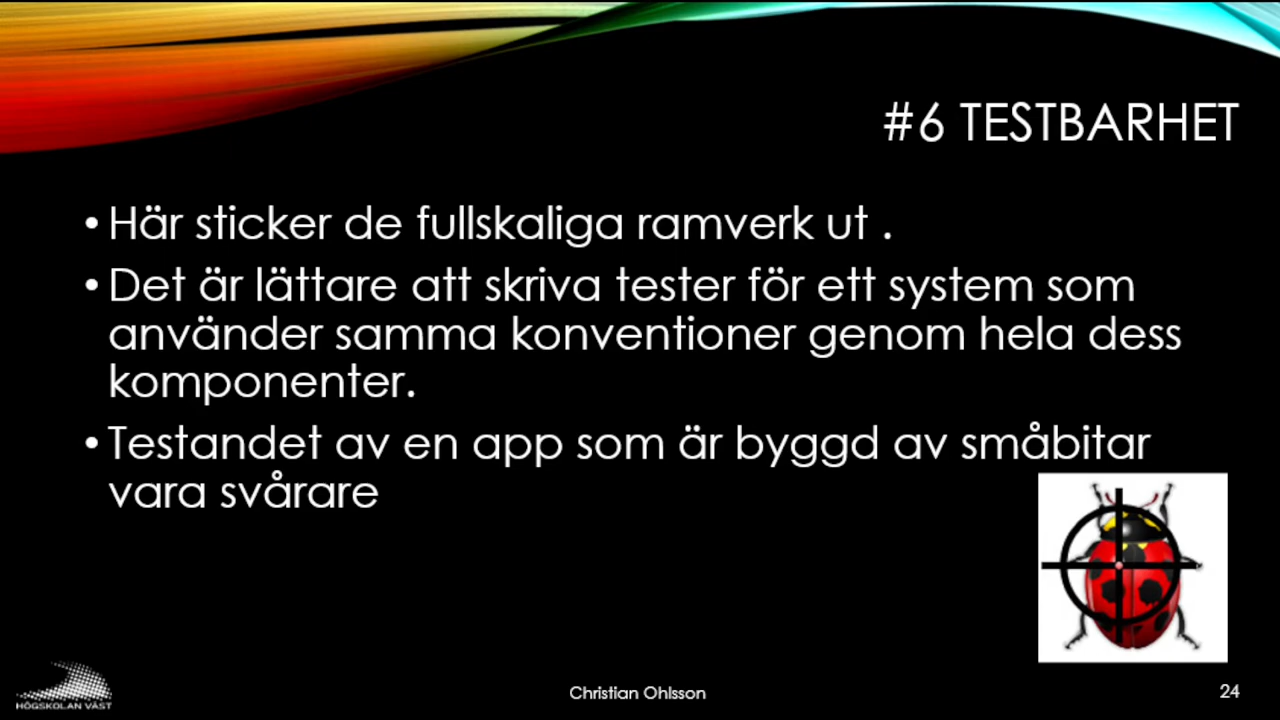 #6 TESTBARHET
• Här sticker de fullskaliga ramverk ut .
• Det är lättare att skriva tester för ett system som
använder samma konventioner genom hela dess
komponenter.
• Testandet av en app som är byggd av småbitar
vara svårare
HÖGSKOLAN VÄST
Christian Ohlsson
24